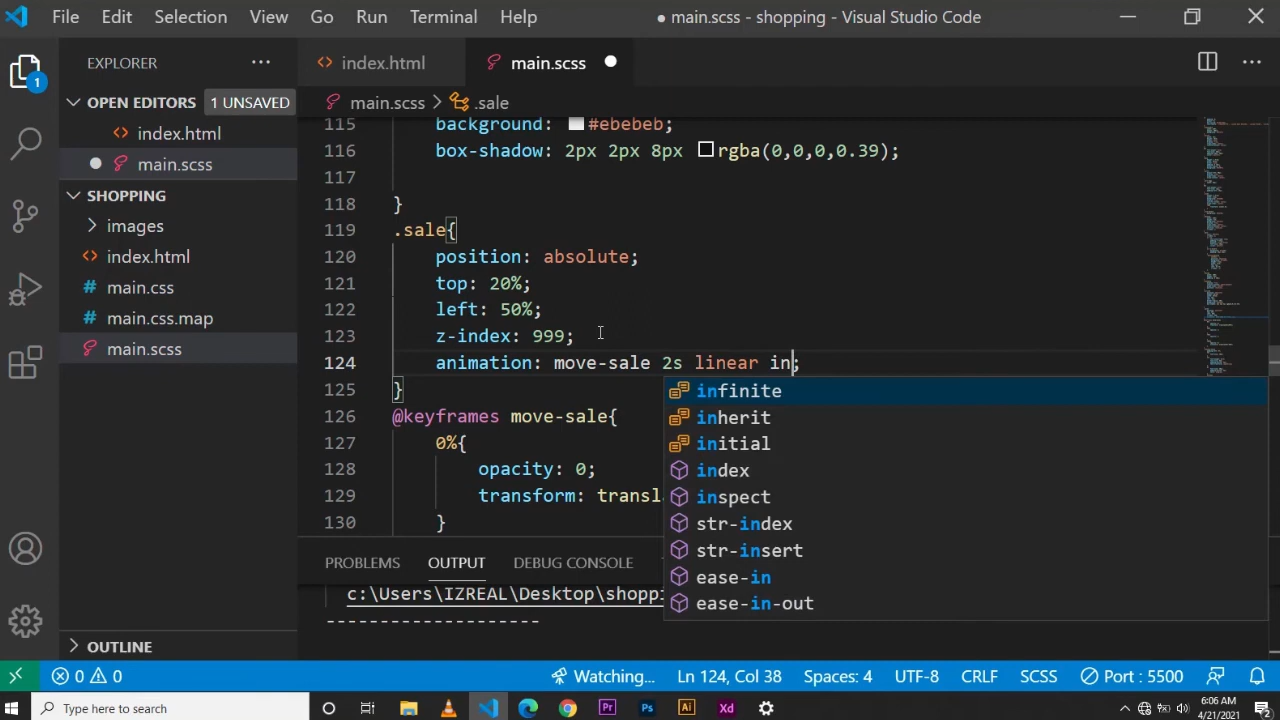 File Edit Selection View Go Run Terminal Help ● main.scss - shopping - Visual Studio Code
EXPLORER
index.html
main.scss
OPEN EDITORS 1 UNSAVED
index.html
main.scss
SHOPPING
images
index.html
main.css
main.css.map
main.scss
OUTLINE
1
main.scss > .sale
115 background: #ebebeb;
116 box-shadow: 2px 2px 8px rgba(0,0,0,0.39);
117
118 }
119 .sale{
120 position: absolute;
121 top: 20%;
122 left: 50%;
123 z-index: 999;
124 animation: move-sale 2s linear in;
125 }
126 @keyframes move-sale{
127 0%{
128 opacity: 0;
129 transform: transl
130 }
infinite
inherit
initial
index
inspect
str-index
str-insert
ease-in
ease-in-out
PROBLEMS OUTPUT DEBUG CONSOLE
c:\Users\IZREAL\Desktop\shoppi
--------------------
0 0 Watching... Ln 124, Col 38 Spaces: 4 UTF-8 CRLF SCSS Port : 5500
Type here to search
Pr Ps Ai Xd
6:06 AM
4/21/2021
2